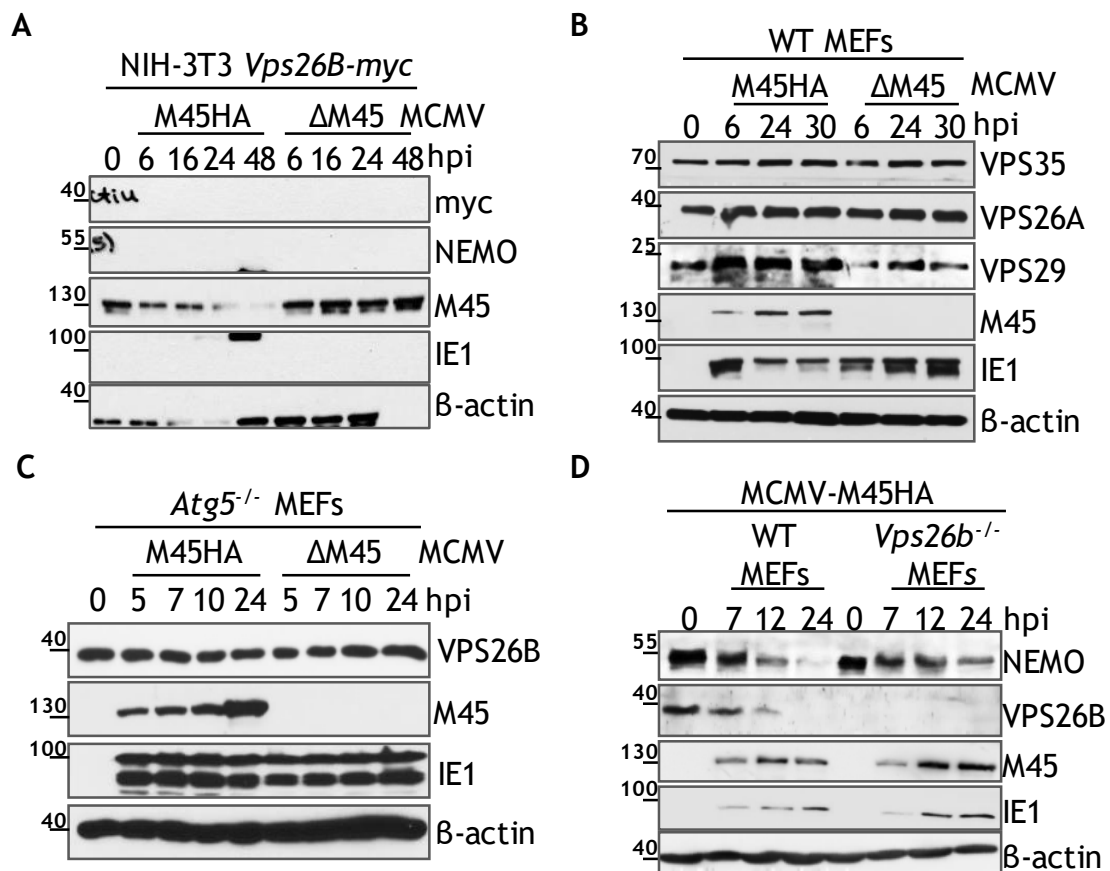 A
NIH-3T3 Vps26B-myc
M45HA ΔM45 MCMV
0 6 16 24 48 6 16 24 48 hpi
40 ctiu myc
55 NEMO
130 M45
100 IE1
40 ß-actin
B
WT MEFs
M45HA ΔM45 MCMV
0 6 24 30 6 24 30 hpi
70 VPS35
40 VPS26A
25 VPS29
130 M45
100 IE1
40 ß-actin
C
Atg5-/- MEFs
M45HA ΔM45 MCMV
0 5 7 10 24 5 7 10 24 hpi
40 VPS26B
130 M45
100 IE1
40 ß-actin
D
MCMV-M45HA
WT Vps26b-/-
MEFs MEFs
0 7 12 24 0 7 12 24 hpi
55 NEMO
40 VPS26B
130 M45
100 IE1
40 ß-actin